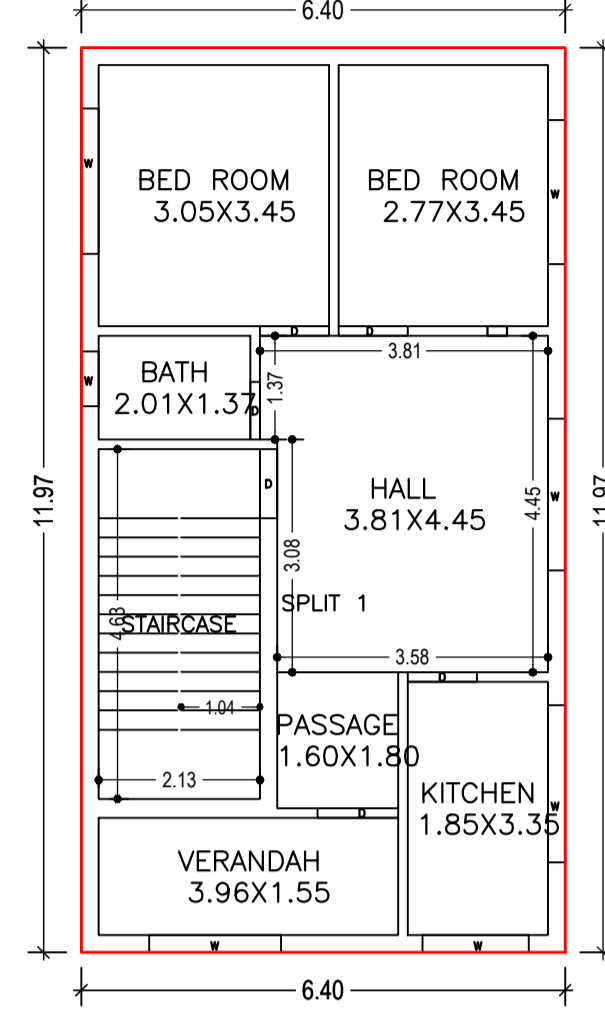 6.40
BED ROOM
3.05X3.45
BED ROOM
2.77X3.45
W
W
D
D
BATH
2.01X1.37
W
D
1.37
3.81
HALL
3.81X4.45
4.45
W
D
3.08
11.97
11.97
SPLIT 1
STAIRCASE
4.63
3.58
D
1.04
PASSAGE
1.60X1.80
2.13
KITCHEN
1.85X3.35
W
D
VERANDAH
3.96X1.55
W
W
6.40